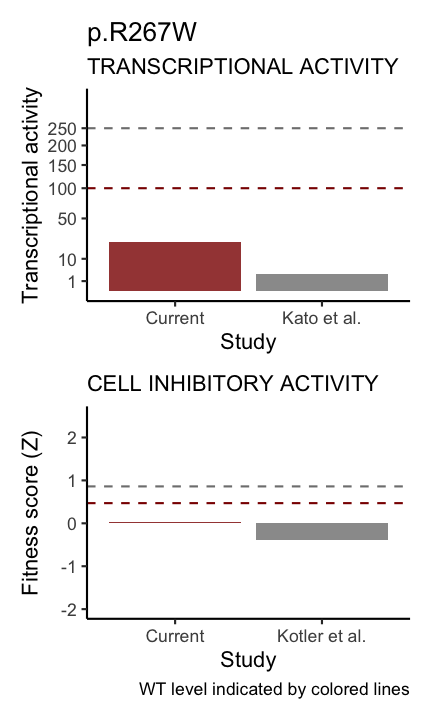 p.R267W
TRANSCRIPTIONAL ACTIVITY
Transcriptional activity
250
200
150
100
50
10
1
Current
Kato et al.
Study
CELL INHIBITORY ACTIVITY
Fitness score (Z)
2
1
0
-1
-2
Current
Kotler et al.
Study
WT level indicated by colored lines